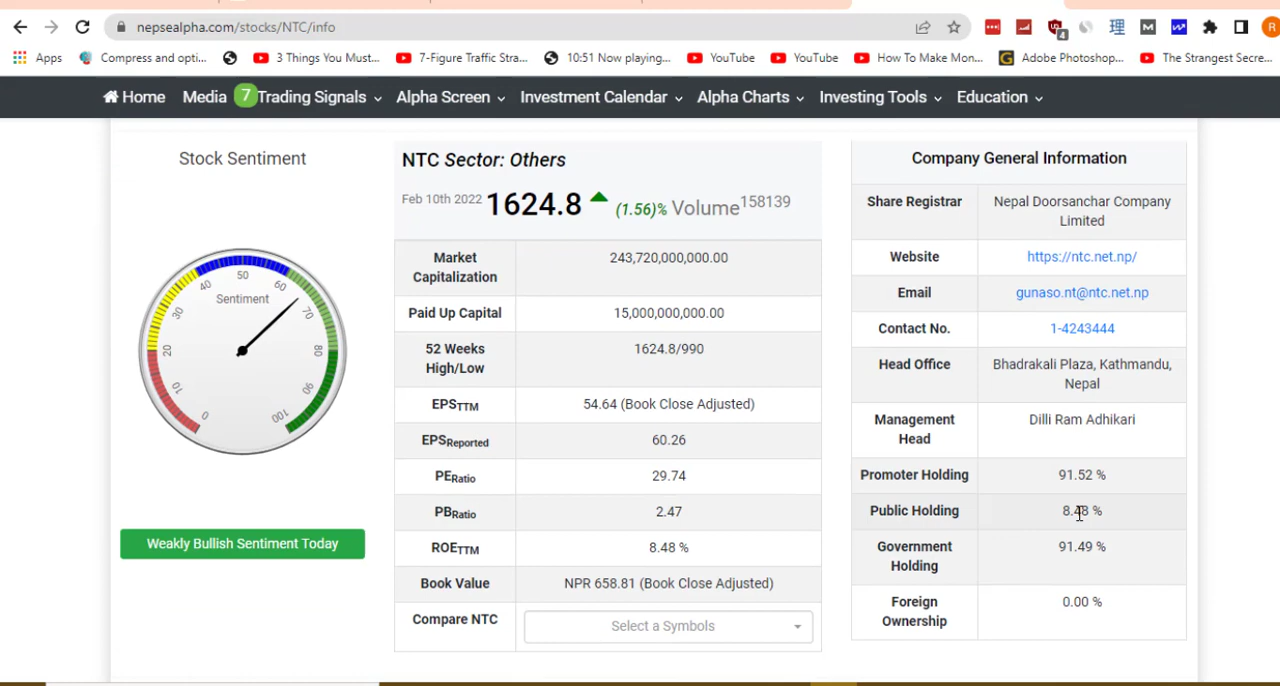 nepsealpha.com/stocks/NTC/info
4
R
Apps
Compress and opti...
3 Things You Must...
7-Figure Traffic Stra...
10:51 Now playing...
YouTube
YouTube
How To Make Mon...
Adobe Photoshop...
The Strangest Secre...
Home
Media
7
Trading Signals
Alpha Screen
Investment Calendar
Alpha Charts
Investing Tools
Education
Stock Sentiment
0
10
20
30
40
50
60
70
80
90
100
Sentiment
Weakly Bullish Sentiment Today
NTC Sector: Others
Feb 10th 2022 1624.8 (1.56)% Volume 158139
Market
Capitalization
243,720,000,000.00
Paid Up Capital
15,000,000,000.00
52 Weeks
High/Low
1624.8/990
EPSTTM
54.64 (Book Close Adjusted)
EPSReported
60.26
PERatio
29.74
PBRatio
2.47
ROETTM
8.48 %
Book Value
NPR 658.81 (Book Close Adjusted)
Compare NTC
Select a Symbols
Company General Information
Share Registrar
Nepal Doorsanchar Company
Limited
Website
https://ntc.net.np/
Email
gunaso.nt@ntc.net.np
Contact No.
1-4243444
Head Office
Bhadrakali Plaza, Kathmandu,
Nepal
Management
Head
Dilli Ram Adhikari
Promoter Holding
91.52 %
Public Holding
8.48 %
Government
Holding
91.49 %
Foreign
Ownership
0.00 %